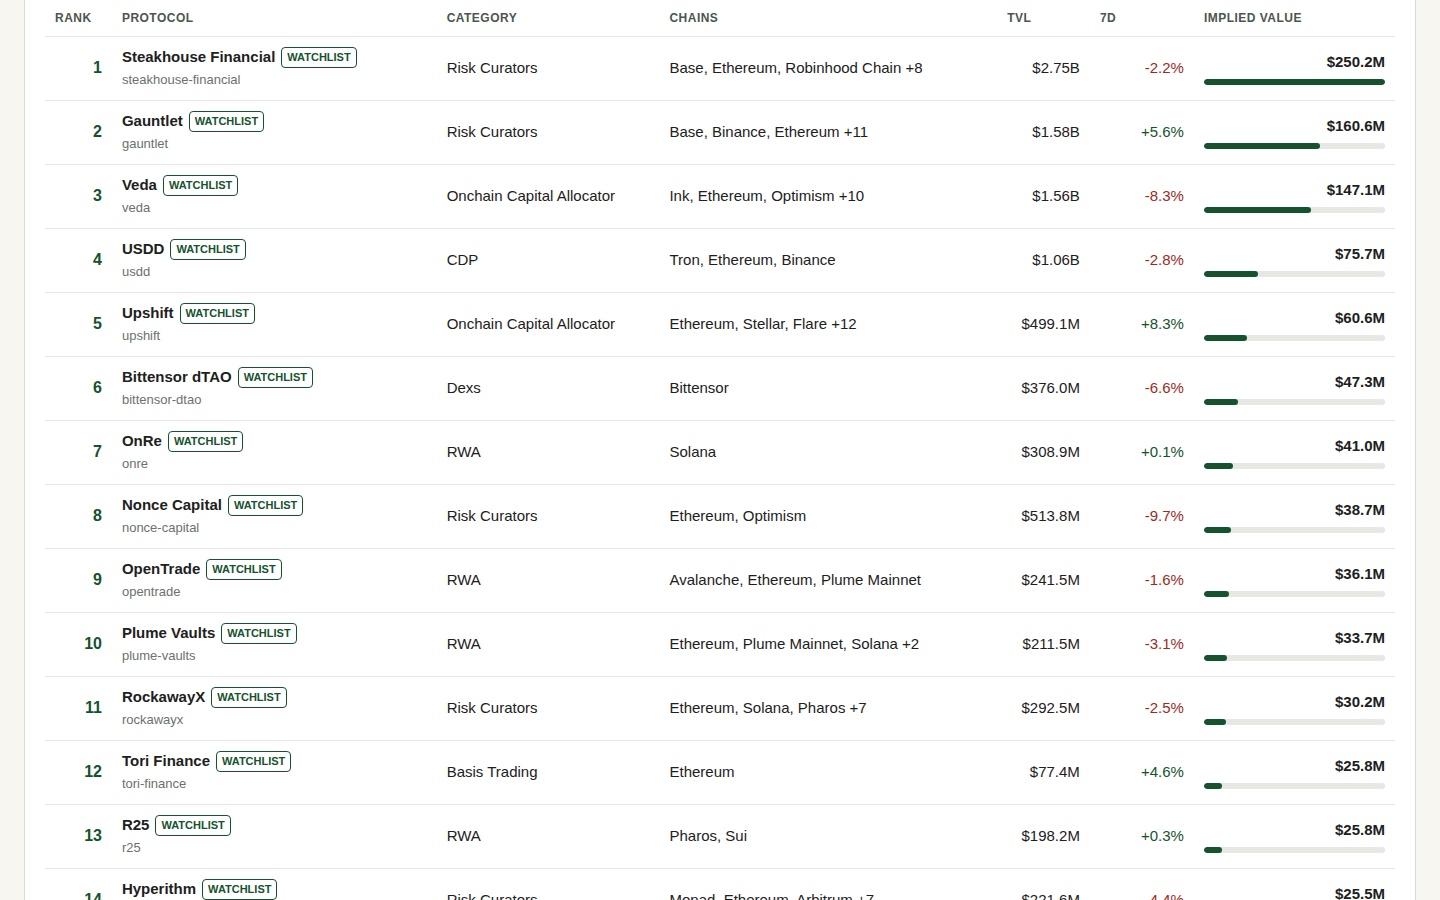 RANK PROTOCOL CATEGORY CHAINS TVL 7D IMPLIED VALUE
1 Steakhouse Financial WATCHLIST Risk Curators Base, Ethereum, Robinhood Chain +8 $2.75B -2.2% $250.2M
steakhouse-financial
2 Gauntlet WATCHLIST Risk Curators Base, Binance, Ethereum +11 $1.58B +5.6% $160.6M
gauntlet
3 Veda WATCHLIST Onchain Capital Allocator Ink, Ethereum, Optimism +10 $1.56B -8.3% $147.1M
veda
4 USDD WATCHLIST CDP Tron, Ethereum, Binance $1.06B -2.8% $75.7M
usdd
5 Upshift WATCHLIST Onchain Capital Allocator Ethereum, Stellar, Flare +12 $499.1M +8.3% $60.6M
upshift
6 Bittensor dTAO WATCHLIST Dexs Bittensor $376.0M -6.6% $47.3M
bittensor-dtao
7 OnRe WATCHLIST RWA Solana $308.9M +0.1% $41.0M
onre
8 Nonce Capital WATCHLIST Risk Curators Ethereum, Optimism $513.8M -9.7% $38.7M
nonce-capital
9 OpenTrade WATCHLIST RWA Avalanche, Ethereum, Plume Mainnet $241.5M -1.6% $36.1M
opentrade
10 Plume Vaults WATCHLIST RWA Ethereum, Plume Mainnet, Solana +2 $211.5M -3.1% $33.7M
plume-vaults
11 RockawayX WATCHLIST Risk Curators Ethereum, Solana, Pharos +7 $292.5M -2.5% $30.2M
rockawayx
12 Tori Finance WATCHLIST Basis Trading Ethereum $77.4M +4.6% $25.8M
tori-finance
13 R25 WATCHLIST RWA Pharos, Sui $198.2M +0.3% $25.8M
r25
14 Hyperithm WATCHLIST Risk Curators Monad, Ethereum, Arbitrum +7 $221.6M -4.4% $25.5M